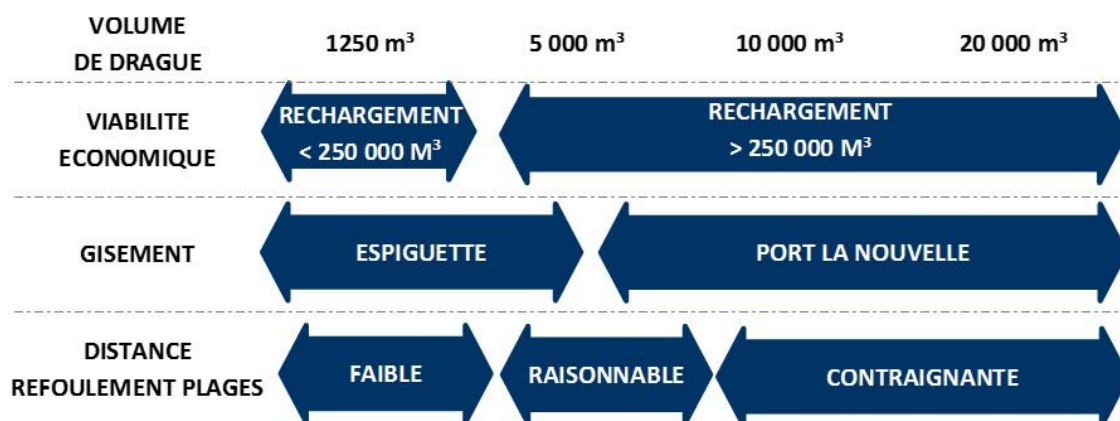 VOLUME
DE DRAGUE
1250 m³
5 000 m³
10 000 m³
20 000 m³
VIABILITE
ECONOMIQUE
RECHARGEMENT
< 250 000 M³
RECHARGEMENT
> 250 000 M³
GISEMENT
ESPIGUETTE
PORT LA NOUVELLE
DISTANCE
REFOULEMENT PLAGES
FAIBLE
RAISONNABLE
CONTRAIGNANTE